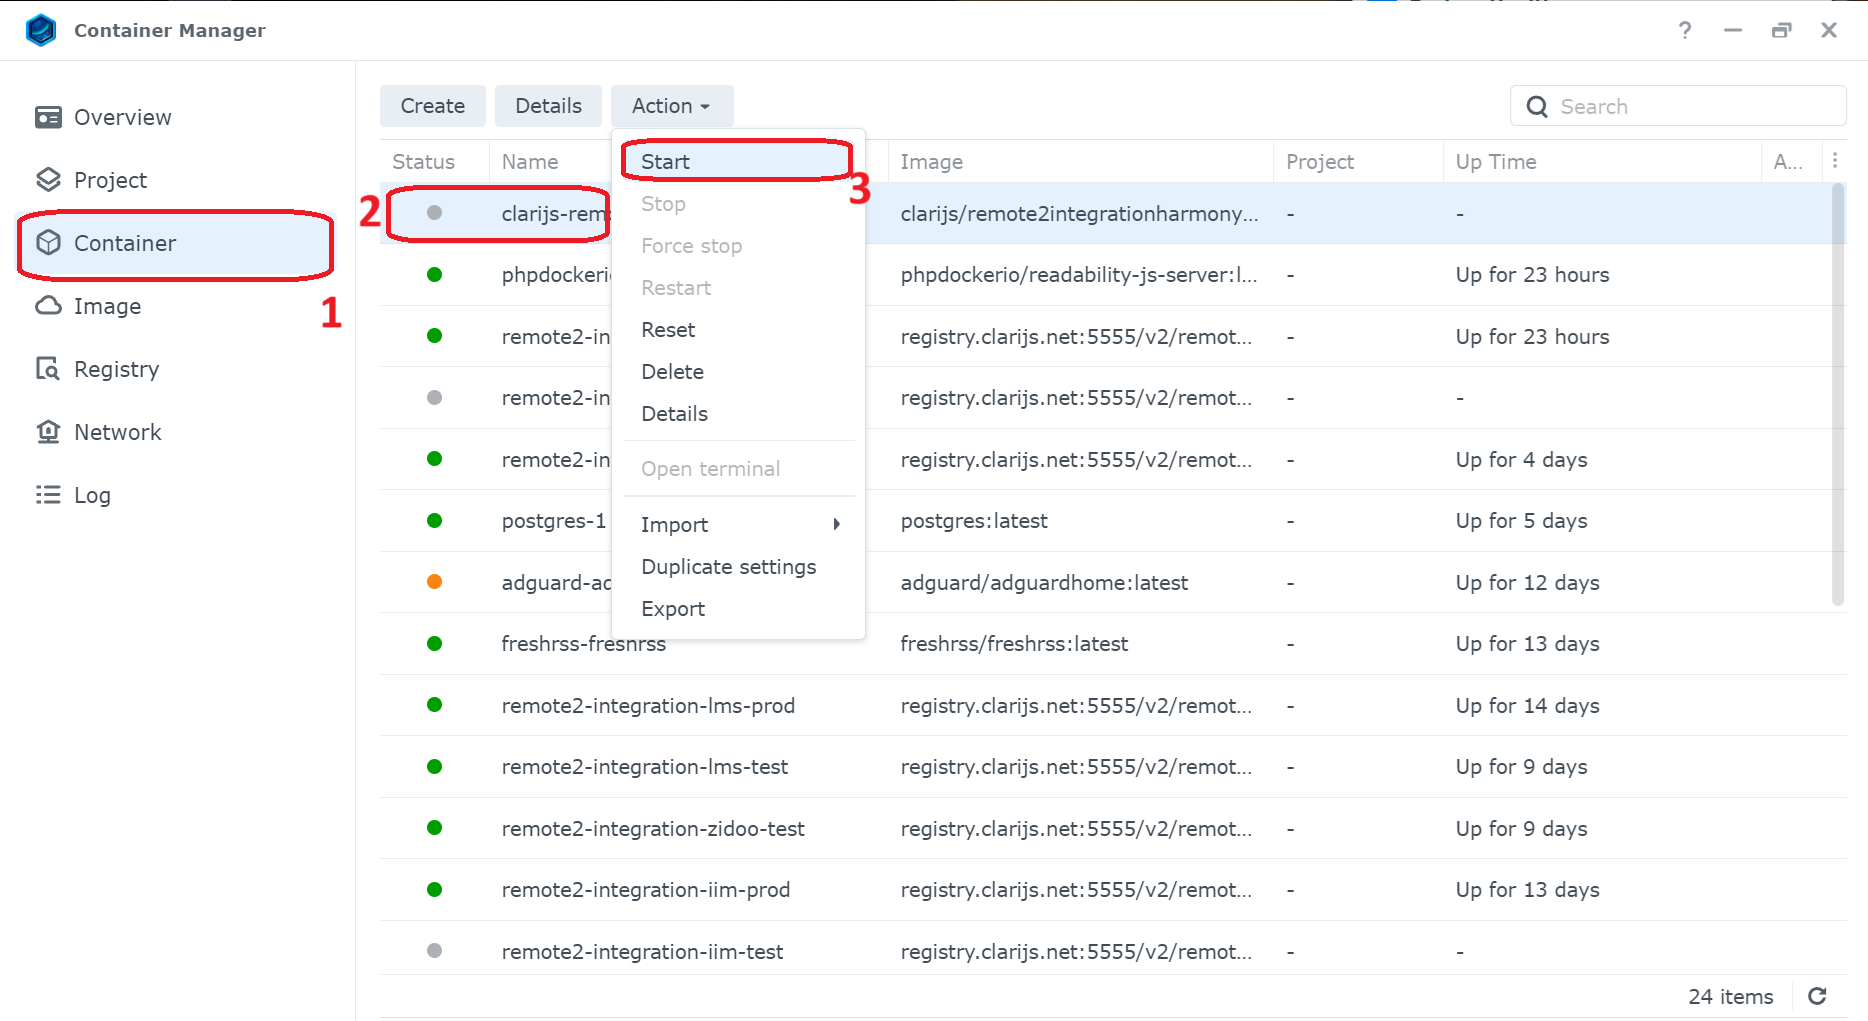 Container Manager
Overview
Project
Container
1
Image
Registry
Network
Log
Create Details Action
Search
Status Name Image Project Up Time A...
2 clarijs-rem clarijs/remote2integrationharmony... - -
phpdockeri phpdockerio/readability-js-server:l... - Up for 23 hours
remote2-in registry.clarijs.net:5555/v2/remot... - Up for 23 hours
remote2-in registry.clarijs.net:5555/v2/remot... - -
remote2-in registry.clarijs.net:5555/v2/remot... - Up for 4 days
postgres-1 postgres:latest - Up for 5 days
adguard-ad adguard/adguardhome:latest - Up for 12 days
freshrss-freshrss freshrss/freshrss:latest - Up for 13 days
remote2-integration-lms-prod registry.clarijs.net:5555/v2/remot... - Up for 14 days
remote2-integration-lms-test registry.clarijs.net:5555/v2/remot... - Up for 9 days
remote2-integration-zidoo-test registry.clarijs.net:5555/v2/remot... - Up for 9 days
remote2-integration-iim-prod registry.clarijs.net:5555/v2/remot... - Up for 13 days
remote2-integration-iim-test registry.clarijs.net:5555/v2/remot... - -
Start
3
Stop
Force stop
Restart
Reset
Delete
Details
Open terminal
Import
Duplicate settings
Export
24 items